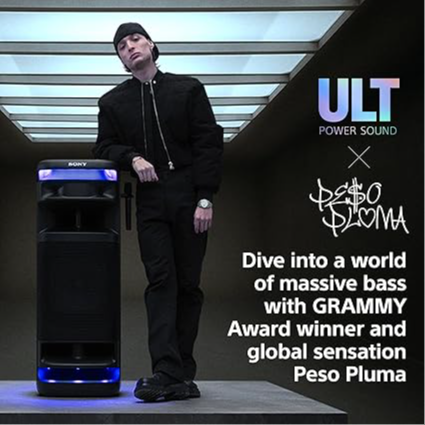 SONY
ULT
POWER SOUND
×
PE$O
PLUMA
Dive into a world
of massive bass
with GRAMMY
Award winner and
global sensation
Peso Pluma